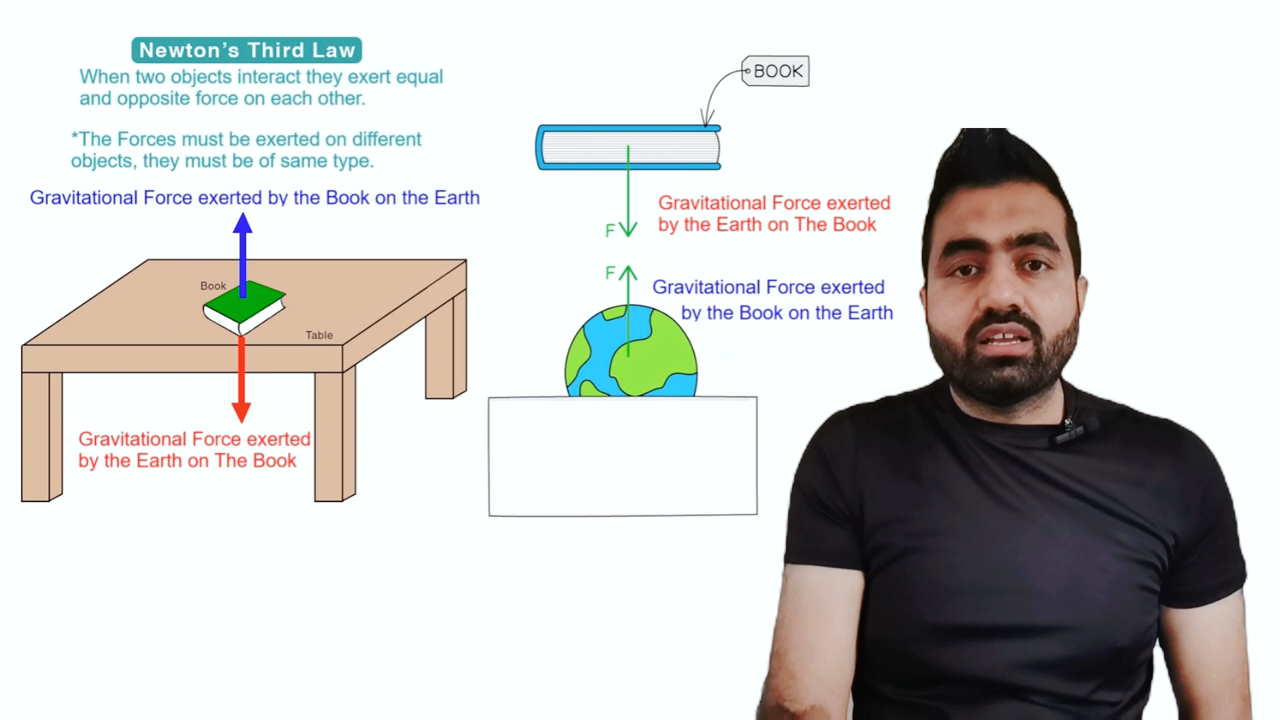 Newton's Third Law
When two objects interact they exert equal
and opposite force on each other.
*The Forces must be exerted on different
objects, they must be of same type.
Gravitational Force exerted by the Book on the Earth
Book
Table
Gravitational Force exerted
by the Earth on The Book
BOOK
Gravitational Force exerted
by the Earth on The Book
F
F
Gravitational Force exerted
by the Book on the Earth